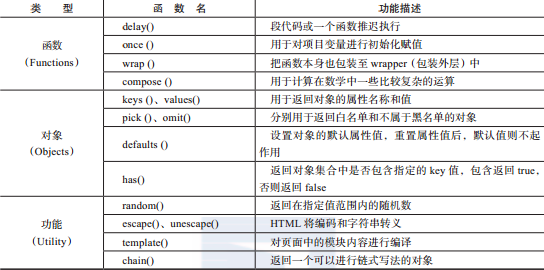 类 型 函 数 名 功能描述
delay() 段代码或一个函数推迟执行
once () 用于对项目变量进行初始化赋值
函数
(Functions)
wrap () 把函数本身也包装至 wrapper（包装外层）中
compose () 用于计算在数学中一些比较复杂的运算
keys ()、values() 用于返回对象的属性名称和值
pick ()、omit() 分别用于返回白名单和不属于黑名单的对象
对象
（Objects）
defaults () 设置对象的默认属性值，重置属性值后，默认值则不起
作用
has() 返回对象集合中是否包含指定的 key 值，包含返回 true，
否则返回 false
random() 返回在指定值范围内的随机数
功能
(Utility)
escape()、unescape() HTML 将编码和字符串转义
template() 对页面中的模块内容进行编译
chain() 返回一个可以进行链式写法的对象